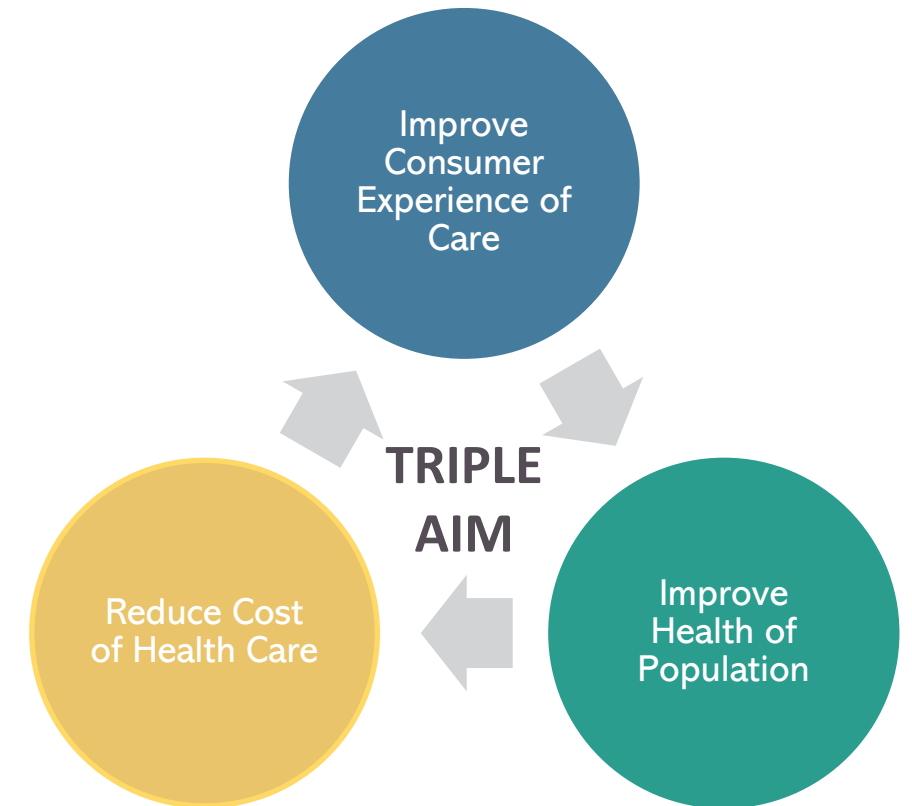 Improve
Consumer
Experience of
Care
TRIPLE
AIM
Reduce Cost
of Health Care
Improve
Health of
Population